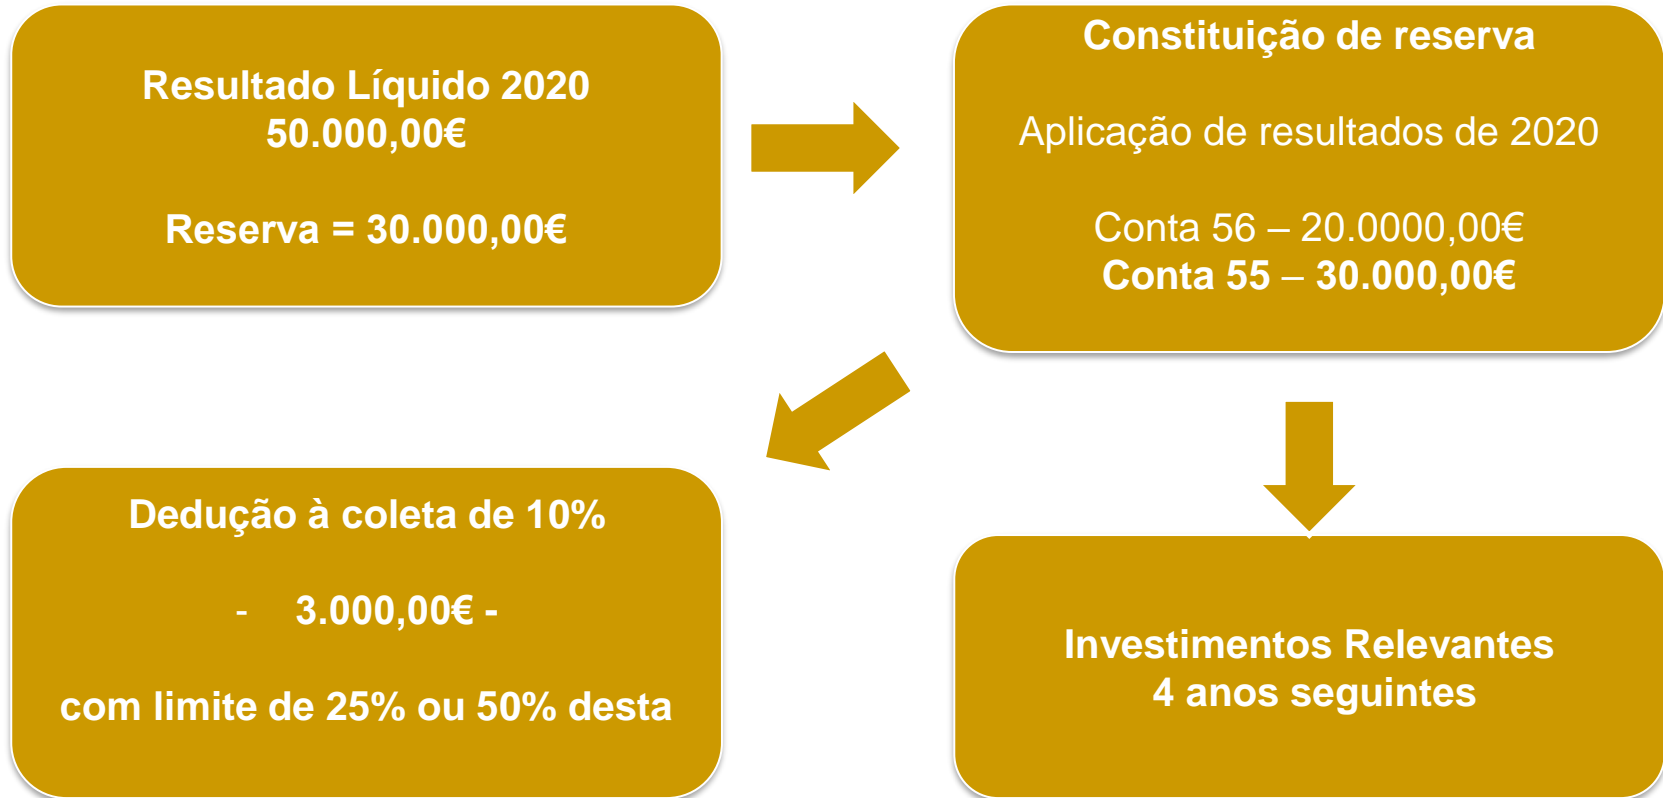 Resultado Líquido 2020
50.000,00€
Reserva = 30.000,00€
Constituição de reserva
Aplicação de resultados de 2020
Conta 56 – 20.0000,00€
Conta 55 – 30.000,00€
Dedução à coleta de 10%
- 3.000,00€ -
com limite de 25% ou 50% desta
Investimentos Relevantes
4 anos seguintes